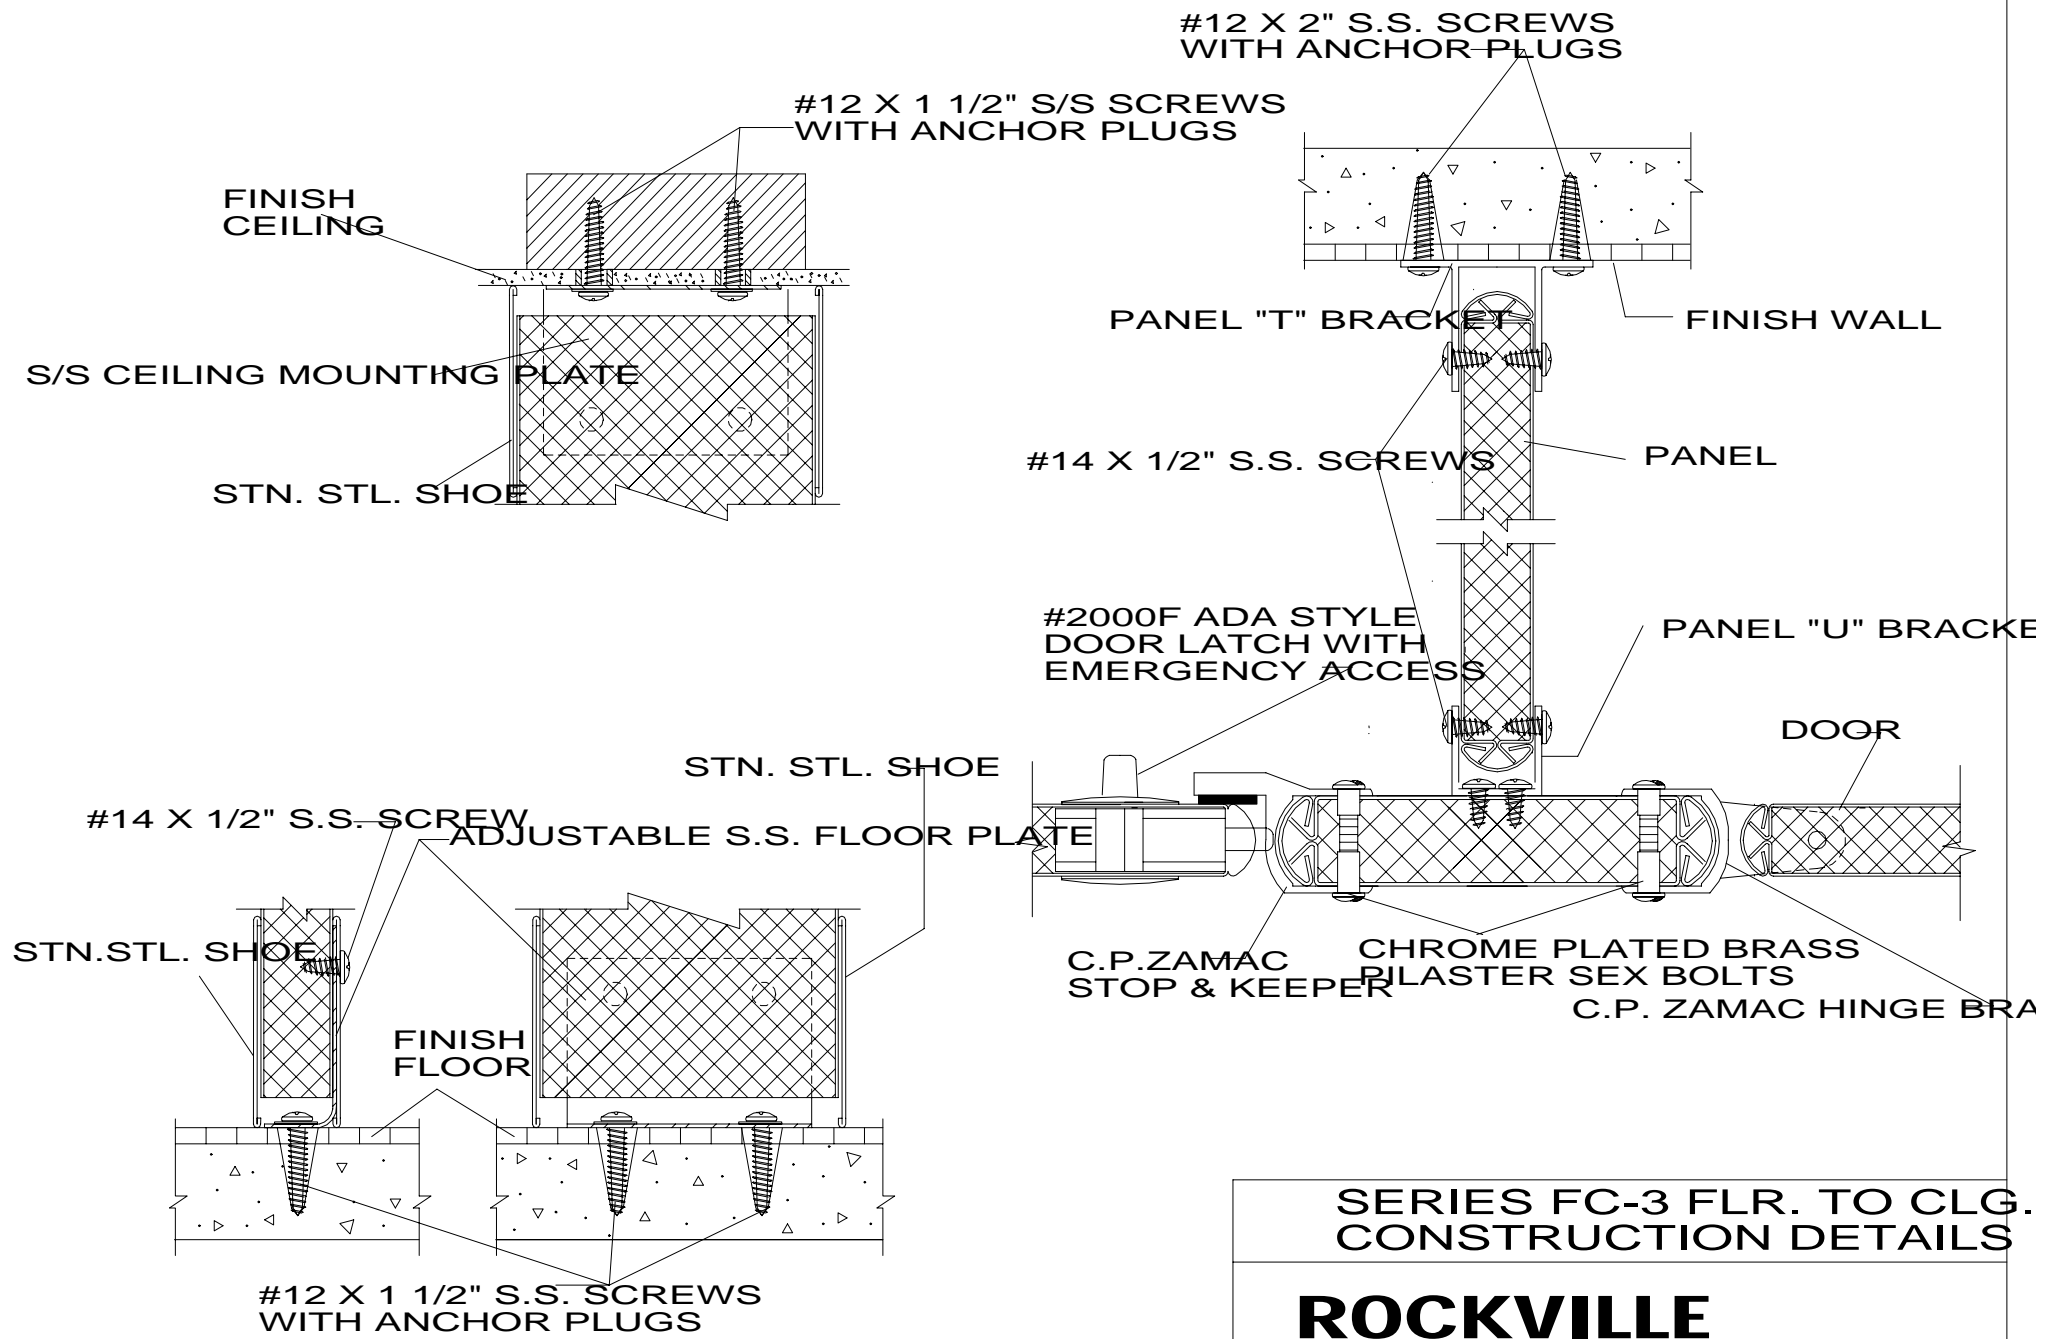 #12 X 2" S.S. SCREWS
WITH ANCHOR PLUGS
#12 X 1 1/2" S/S SCREWS
WITH ANCHOR PLUGS
FINISH
CEILING
PANEL "T" BRACKET
FINISH WALL
S/S CEILING MOUNTING PLATE
#14 X 1/2" S.S. SCREWS
PANEL
STN. STL. SHOE
#2000F ADA STYLE
DOOR LATCH WITH
EMERGENCY ACCESS
PANEL "U" BRACKE
DOOR
STN. STL. SHOE
#14 X 1/2" S.S. SCREW
ADJUSTABLE S.S. FLOOR PLATE
STN.STL. SHOE
C.P.ZAMAC
STOP & KEEPER
CHROME PLATED BRASS
PILASTER SEX BOLTS
C.P. ZAMAC HINGE BRA
FINISH
FLOOR
#12 X 1 1/2" S.S. SCREWS
WITH ANCHOR PLUGS
SERIES FC-3 FLR. TO CLG.
CONSTRUCTION DETAILS
ROCKVILLE